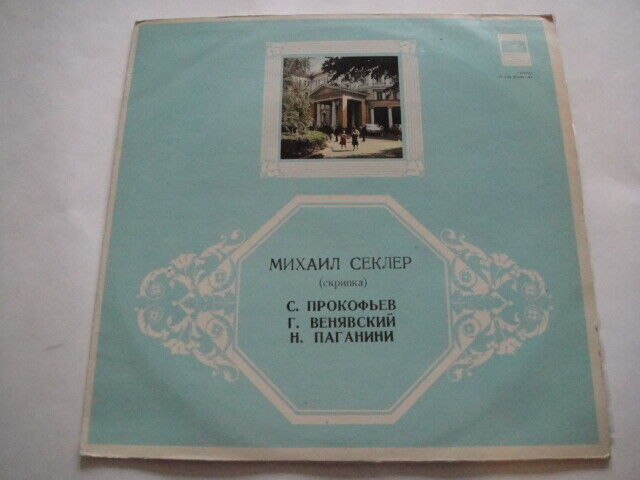 МИХАИЛ СЕКЛЕР
(скрипка)
С. ПРОКОФЬЕВ
Г. ВЕНЯВСКИЙ
Н. ПАГАНИНИ